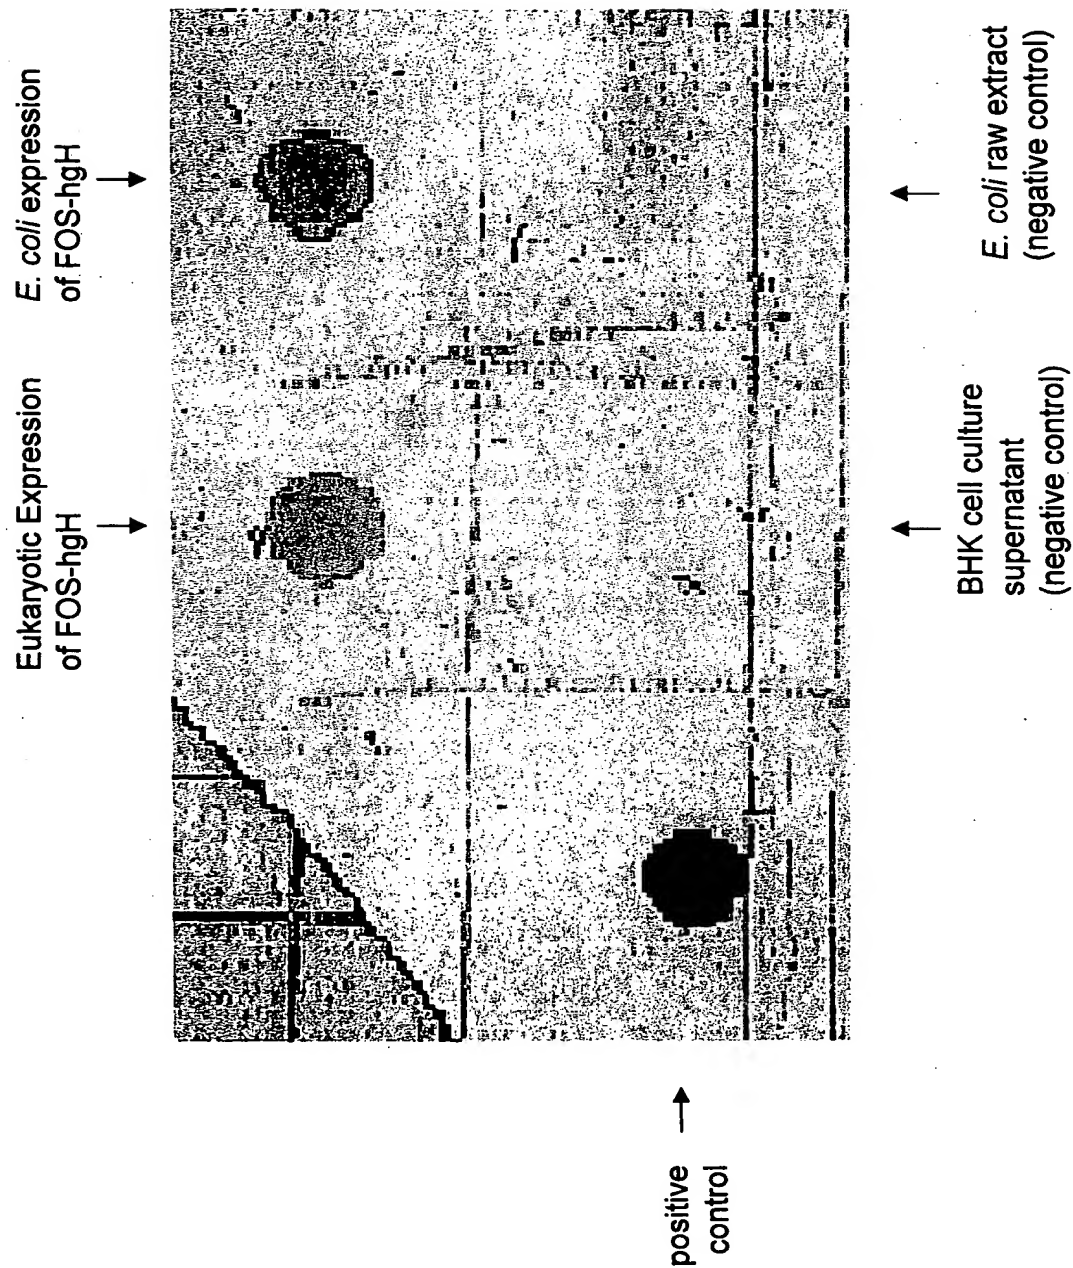 positive
control
Eukaryotic Expression
of FOS-hgH
E. coli expression
of FOS-hgH
BHK cell culture
supernatant
(negative control)
E. coli raw extract
(negative control)